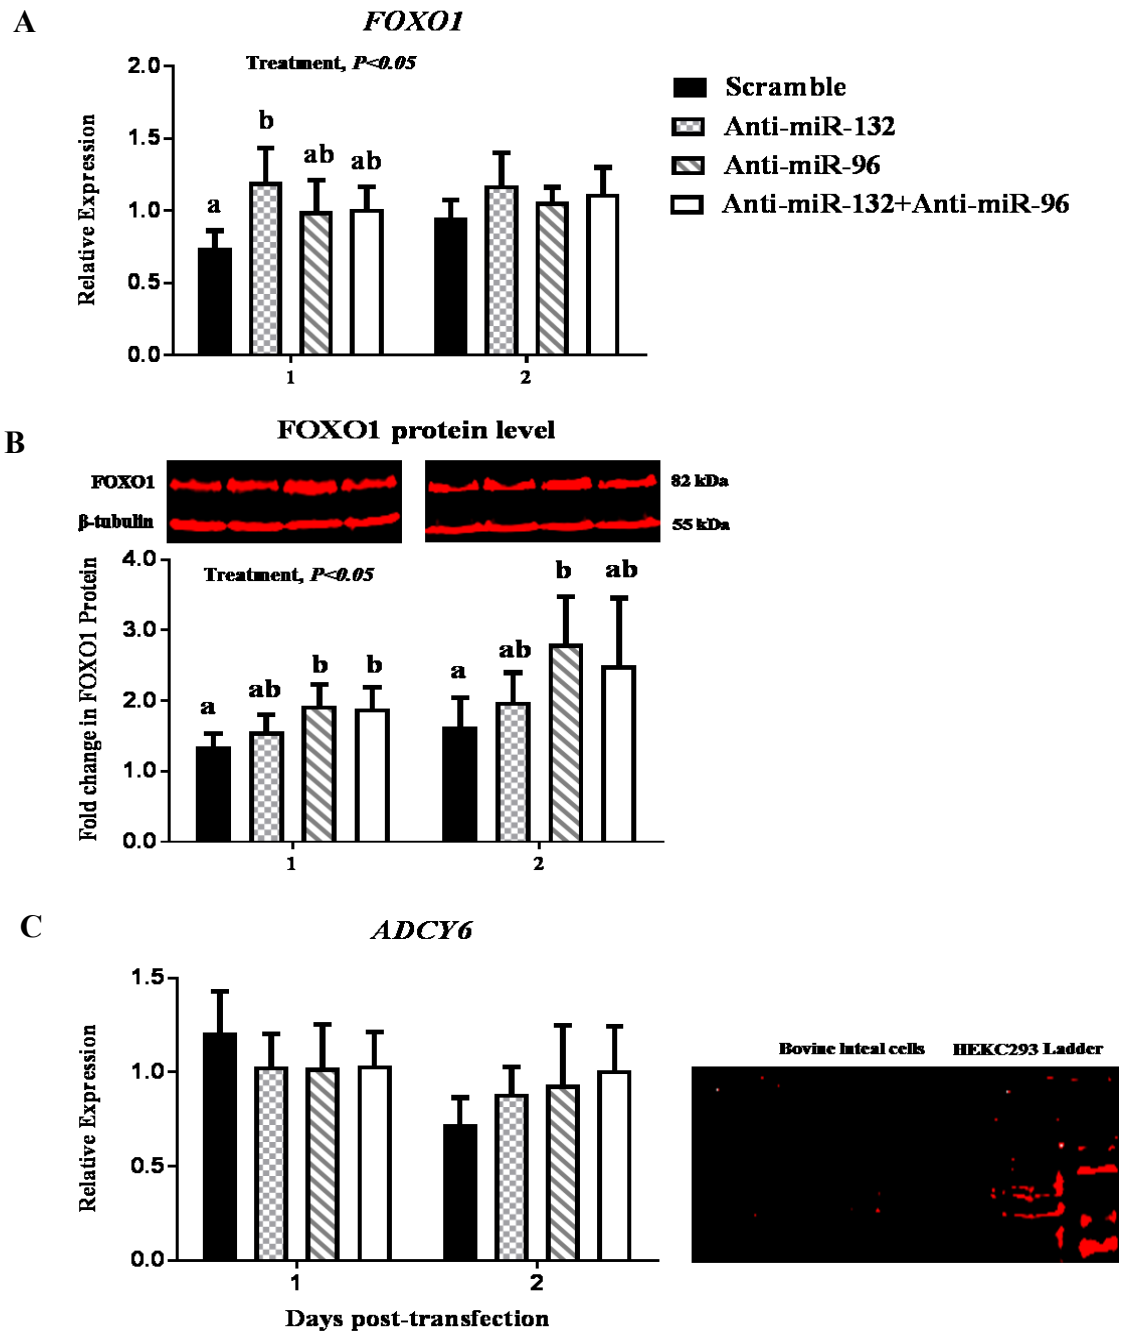 A
FOXO1
Treatment, P<0.05
2.0
1.5
1.0
0.5
0.0
Relative Expression
a
b
ab
ab
1
2
Scramble
Anti-miR-132
Anti-miR-96
Anti-miR-132+Anti-miR-96
B
FOXO1 protein level
FOXO1
82 kDa
β-tubulin
55 kDa
Treatment, P<0.05
4.0
3.0
2.0
1.0
0.0
Fold change in FOXO1 Protein
a
ab
b
b
a
ab
b
ab
1
2
C
ADCY6
1.5
1.0
0.5
0.0
Relative Expression
1
2
Days post-transfection
Bovine luteal cells
HEKC293 Ladder